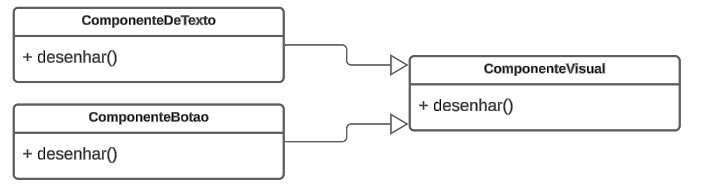 ComponenteDeTexto
+ desenhar()
ComponenteVisual
+ desenhar()
ComponenteBotao
+ desenhar()